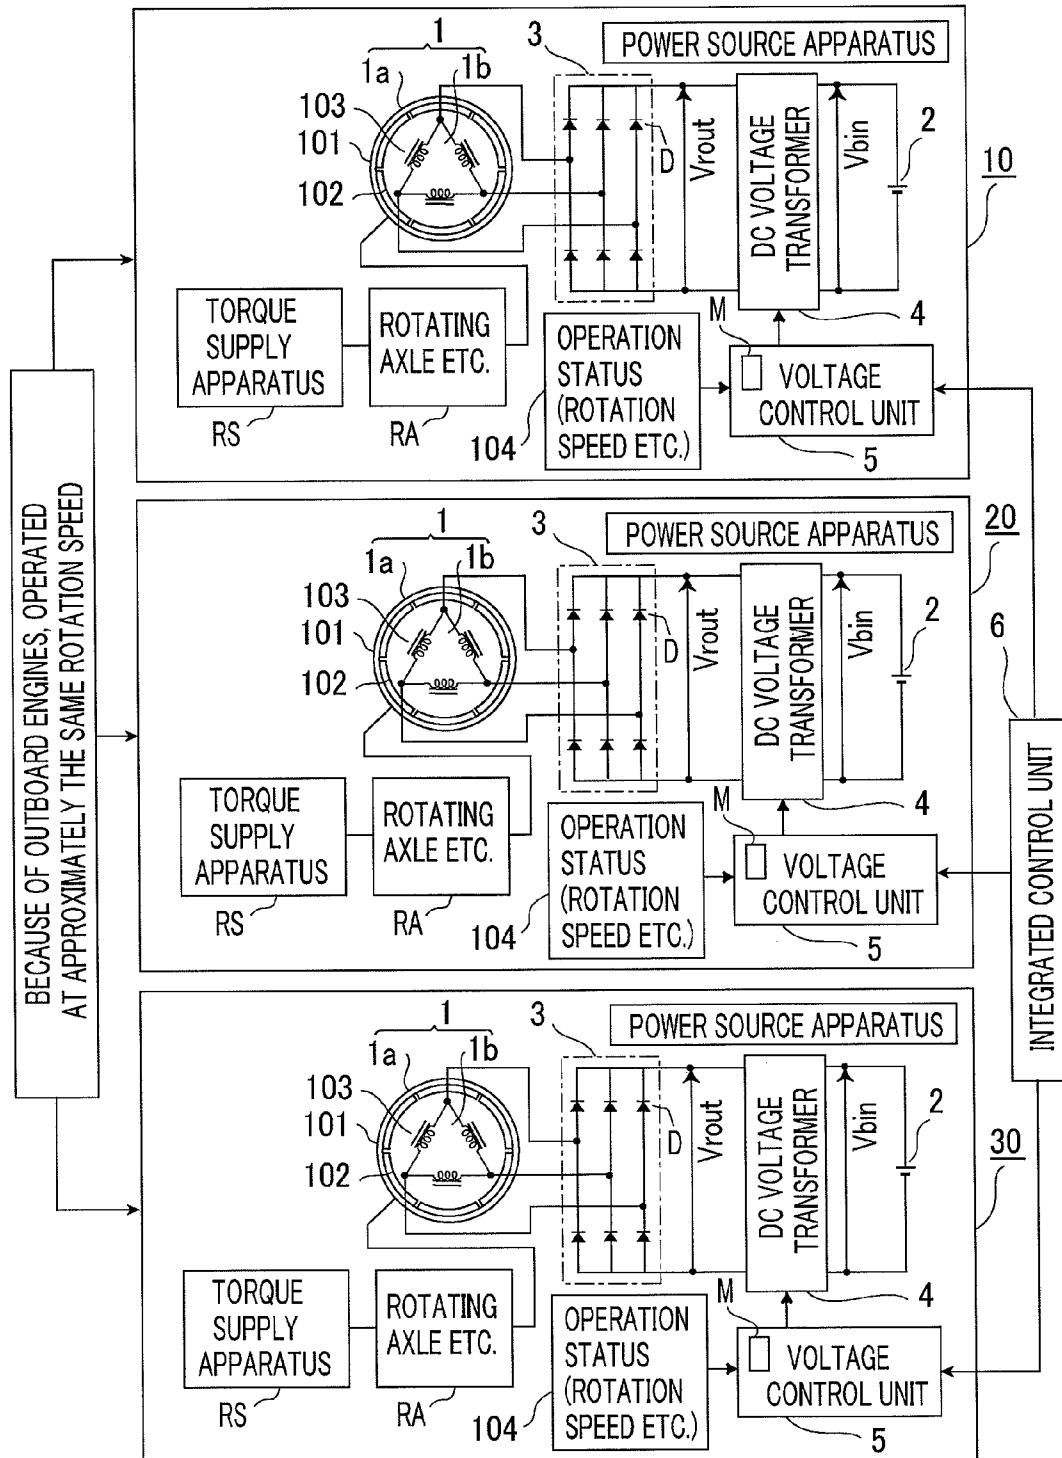 BECAUSE OF OUTBOARD ENGINES, OPERATED
AT APPROXIMATELY THE SAME ROTATION SPEED
1
3
POWER SOURCE APPARATUS
1a
1b
103
101
102
D
Vrout
DC VOLTAGE
TRANSFORMER
Vbin
2
10
TORQUE
SUPPLY
APPARATUS
RS
ROTATING
AXLE ETC.
RA
OPERATION
STATUS
(ROTATION
SPEED ETC.)
104
M
4
VOLTAGE
CONTROL UNIT
5
1
3
POWER SOURCE APPARATUS
20
1a
1b
103
101
102
D
Vrout
DC VOLTAGE
TRANSFORMER
Vbin
2
TORQUE
SUPPLY
APPARATUS
RS
ROTATING
AXLE ETC.
RA
OPERATION
STATUS
(ROTATION
SPEED ETC.)
104
M
4
VOLTAGE
CONTROL UNIT
5
6
INTEGRATED CONTROL UNIT
1
3
POWER SOURCE APPARATUS
1a
1b
103
101
102
D
Vrout
DC VOLTAGE
TRANSFORMER
Vbin
2
30
TORQUE
SUPPLY
APPARATUS
RS
ROTATING
AXLE ETC.
RA
OPERATION
STATUS
(ROTATION
SPEED ETC.)
104
M
4
VOLTAGE
CONTROL UNIT
5